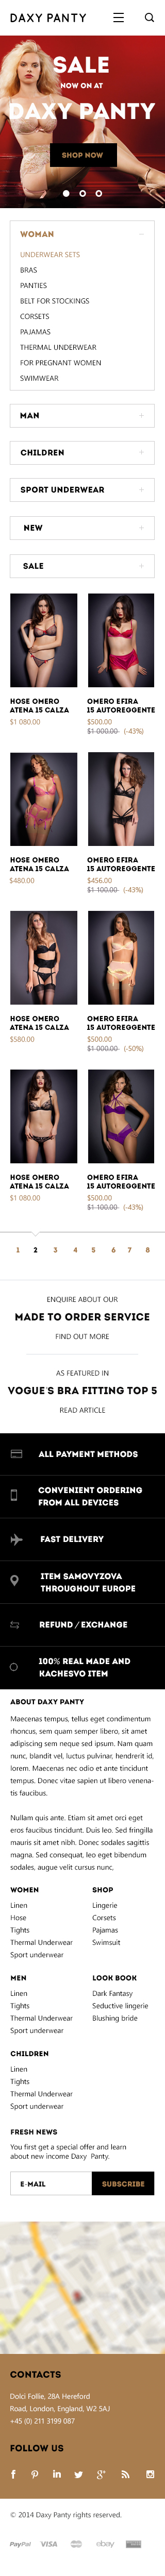 DAXY PANTY
SALE
NOW ON AT
DAXY PANTY
SHOP NOW
WOMAN
UNDERWEAR SETS
BRAS
PANTIES
BELT FOR STOCKINGS
CORSETS
PAJAMAS
THERMAL UNDERWEAR
FOR PREGNANT WOMEN
SWIMWEAR
MAN
CHILDREN
SPORT UNDERWEAR
NEW
SALE
HOSE OMERO
ATENA 15 CALZA
$1 080.00
OMERO EFIRA
15 AUTOREGGENTE
$500.00
$1 000.00 (-43%)
HOSE OMERO
ATENA 15 CALZA
$480.00
OMERO EFIRA
15 AUTOREGGENTE
$456.00
$1 100.00 (-43%)
HOSE OMERO
ATENA 15 CALZA
$580.00
OMERO EFIRA
15 AUTOREGGENTE
$500.00
$1 000.00 (-50%)
HOSE OMERO
ATENA 15 CALZA
$1 080.00
OMERO EFIRA
15 AUTOREGGENTE
$500.00
$1 100.00 (-43%)
1 2 3 4 5 6 7 8
ENQUIRE ABOUT OUR
MADE TO ORDER SERVICE
FIND OUT MORE
AS FEATURED IN
VOGUE'S BRA FITTING TOP 5
READ ARTICLE
ALL PAYMENT METHODS
CONVENIENT ORDERING
FROM ALL DEVICES
FAST DELIVERY
ITEM SAMOVYZOVA
THROUGHOUT EUROPE
REFUND / EXCHANGE
100% REAL MADE AND
KACHESVO ITEM
ABOUT DAXY PANTY
Maecenas tempus, tellus eget condimentum
rhoncus, sem quam semper libero, sit amet
adipiscing sem neque sed ipsum. Nam quam
nunc, blandit vel, luctus pulvinar, hendrerit id,
lorem. Maecenas nec odio et ante tincidunt
tempus. Donec vitae sapien ut libero venena-
tis faucibus.
Nullam quis ante. Etiam sit amet orci eget
eros faucibus tincidunt. Duis leo. Sed fringilla
mauris sit amet nibh. Donec sodales sagittis
magna. Sed consequat, leo eget bibendum
sodales, augue velit cursus nunc,
WOMEN
Linen
Hose
Tights
Thermal Underwear
Sport underwear
SHOP
Lingerie
Corsets
Pajamas
Swimsuit
MEN
Linen
Tights
Thermal Underwear
Sport underwear
LOOK BOOK
Dark Fantasy
Seductive lingerie
Blushing bride
CHILDREN
Linen
Tights
Thermal Underwear
Sport underwear
FRESH NEWS
You first get a special offer and learn
about new income Daxy Panty.
E-MAIL
SUBSCRIBE
CONTACTS
Dolci Follie, 28A Hereford
Road, London, England, W2 5AJ
+45 (0) 211 3199 087
FOLLOW US
© 2014 Daxy Panty rights reserved.
PayPal VISA ebay